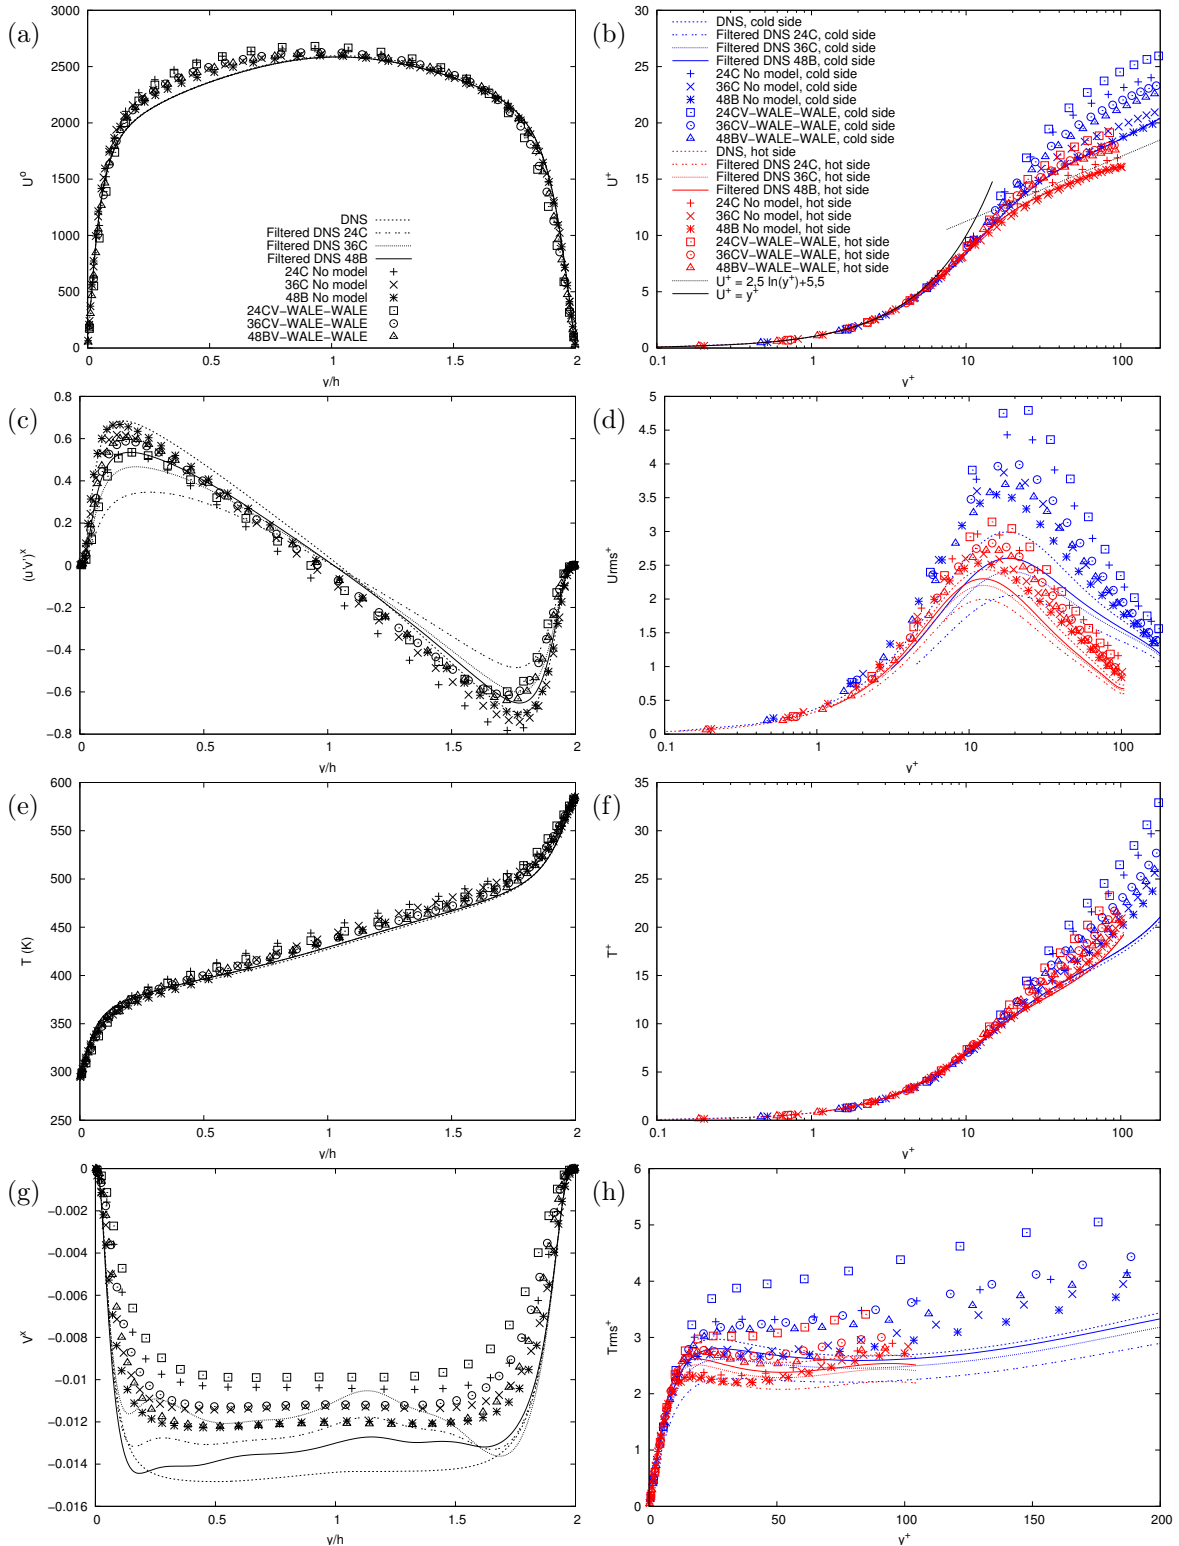 (a)
3000
2500
2000
1500
1000
500
0
U°
0
0.5
1
1.5
2
y/h
DNS
Filtered DNS 24C
Filtered DNS 36C
Filtered DNS 48B
24C No model
36C No model
48B No model
24CV-WALE-WALE
36CV-WALE-WALE
48BV-WALE-WALE
(b)
30
25
20
15
10
5
0
U+
0.1
1
10
100
y+
DNS, cold side
Filtered DNS 24C, cold side
Filtered DNS 36C, cold side
Filtered DNS 48B, cold side
24C No model, cold side
36C No model, cold side
48B No model, cold side
24CV-WALE-WALE, cold side
36CV-WALE-WALE, cold side
48BV-WALE-WALE, cold side
DNS, hot side
Filtered DNS 24C, hot side
Filtered DNS 36C, hot side
Filtered DNS 48B, hot side
24C No model, hot side
36C No model, hot side
48B No model, hot side
24CV-WALE-WALE, hot side
36CV-WALE-WALE, hot side
48BV-WALE-WALE, hot side
U+ = 2,5 ln(y+)+5,5
U+ = y+
(c)
0.8
0.6
0.4
0.2
0
-0.2
-0.4
-0.6
-0.8
(u'v')x
0
0.5
1
1.5
2
y/h
(d)
5
4.5
4
3.5
3
2.5
2
1.5
1
0.5
0
Urms+
0.1
1
10
100
y+
(e)
600
550
500
450
400
350
300
250
T (K)
0
0.5
1
1.5
2
y/h
(f)
35
30
25
20
15
10
5
0
T+
0.1
1
10
100
y+
(g)
0
-0.002
-0.004
-0.006
-0.008
-0.01
-0.012
-0.014
-0.016
Vx
0
0.5
1
1.5
2
y/h
(h)
6
5
4
3
2
1
0
Trms+
0
50
100
150
200
y+